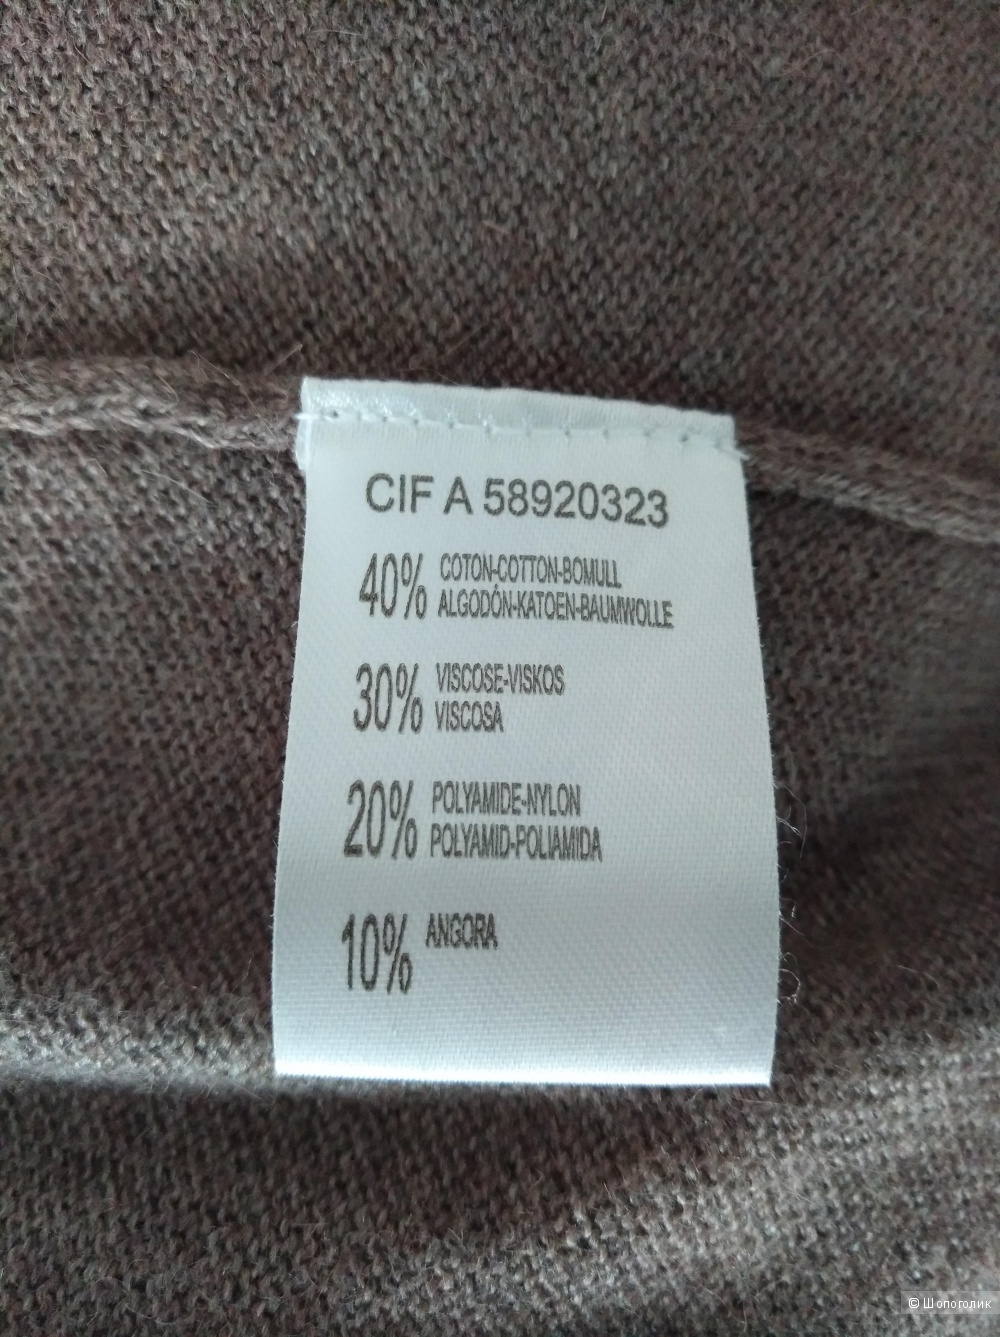 CIF A 58920323
40% COTON-COTTON-BOMULL
ALGODÓN-KATOEN-BAUMWOLLE
30% VISCOSE-VISKOS
VISCOSA
20% POLYAMIDE-NYLON
POLYAMID-POLIAMIDA
10% ANGORA
© Шопоголик